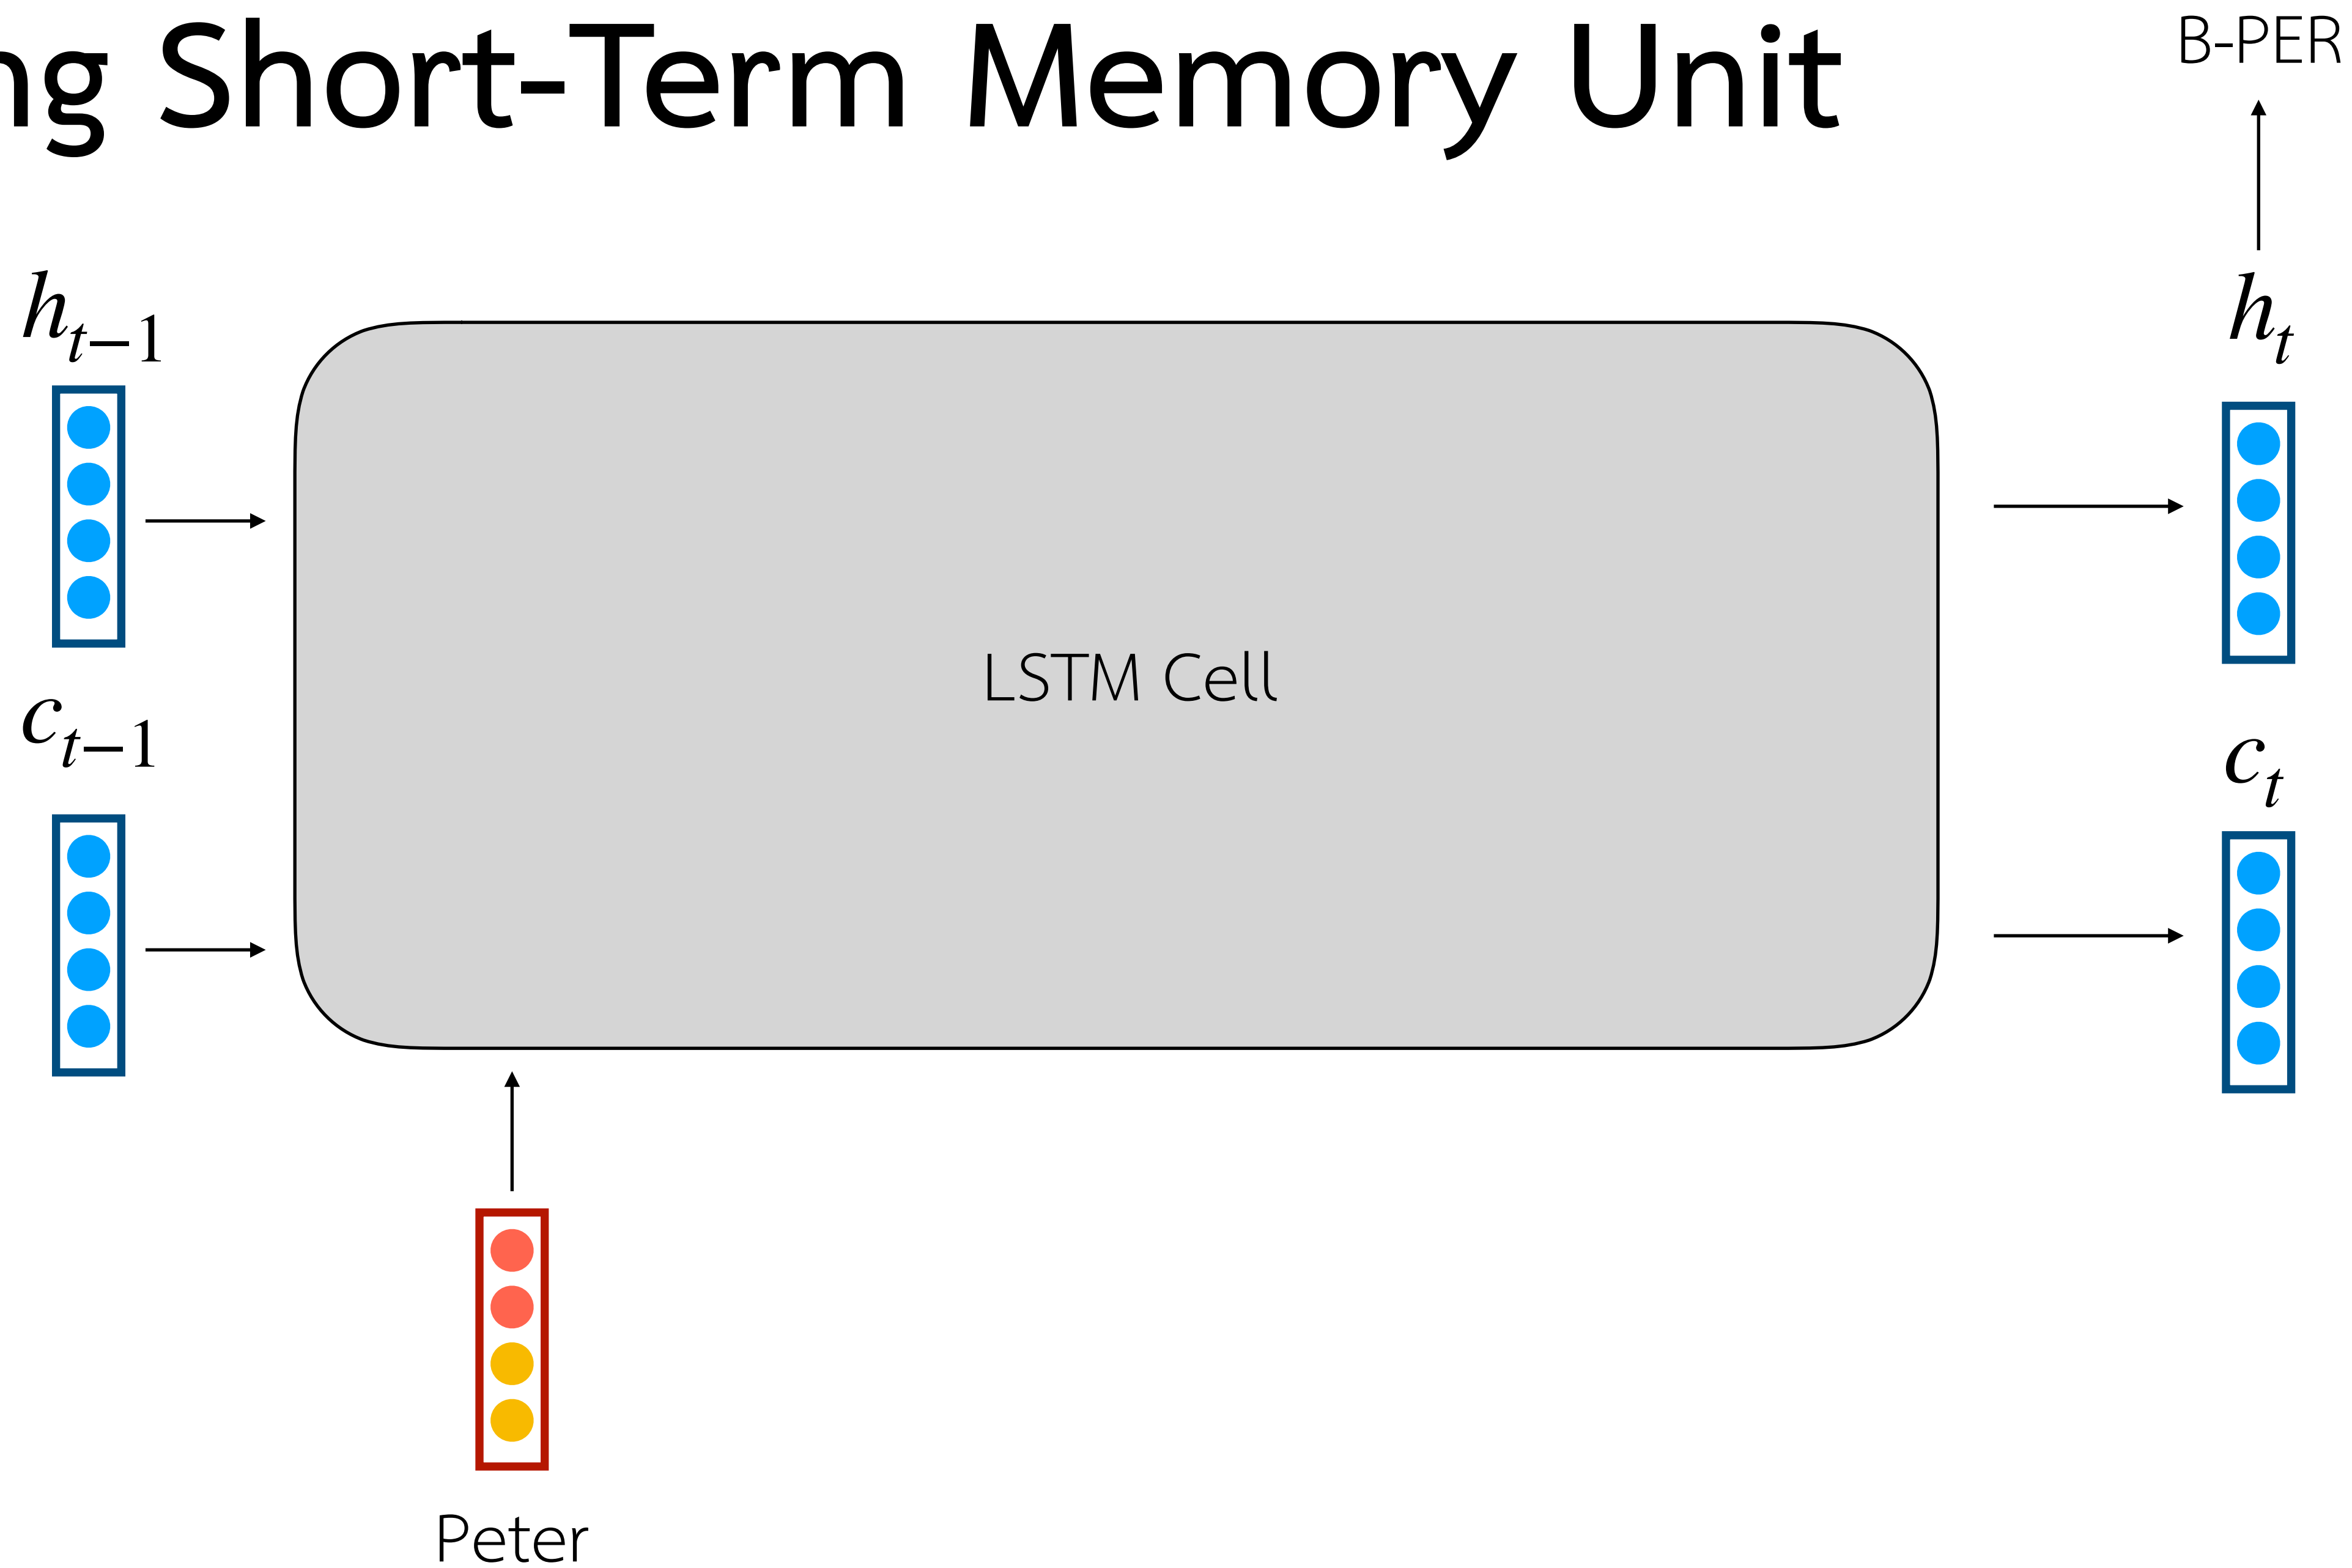 ng Short-Term Memory Unit
B-PER
h_{t-1}
h_t
LSTM Cell
c_{t-1}
c_t
Peter